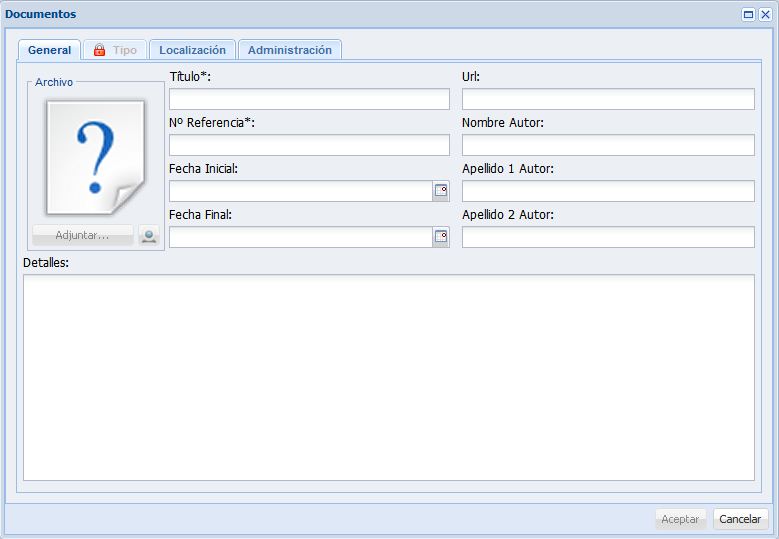 Documentos
General
Tipo
Localización
Administración
Archivo
?
Adjuntar...
Título*:
Url:
Nº Referencia*:
Nombre Autor:
Fecha Inicial:
Apellido 1 Autor:
Fecha Final:
Apellido 2 Autor:
Detalles:
Aceptar
Cancelar